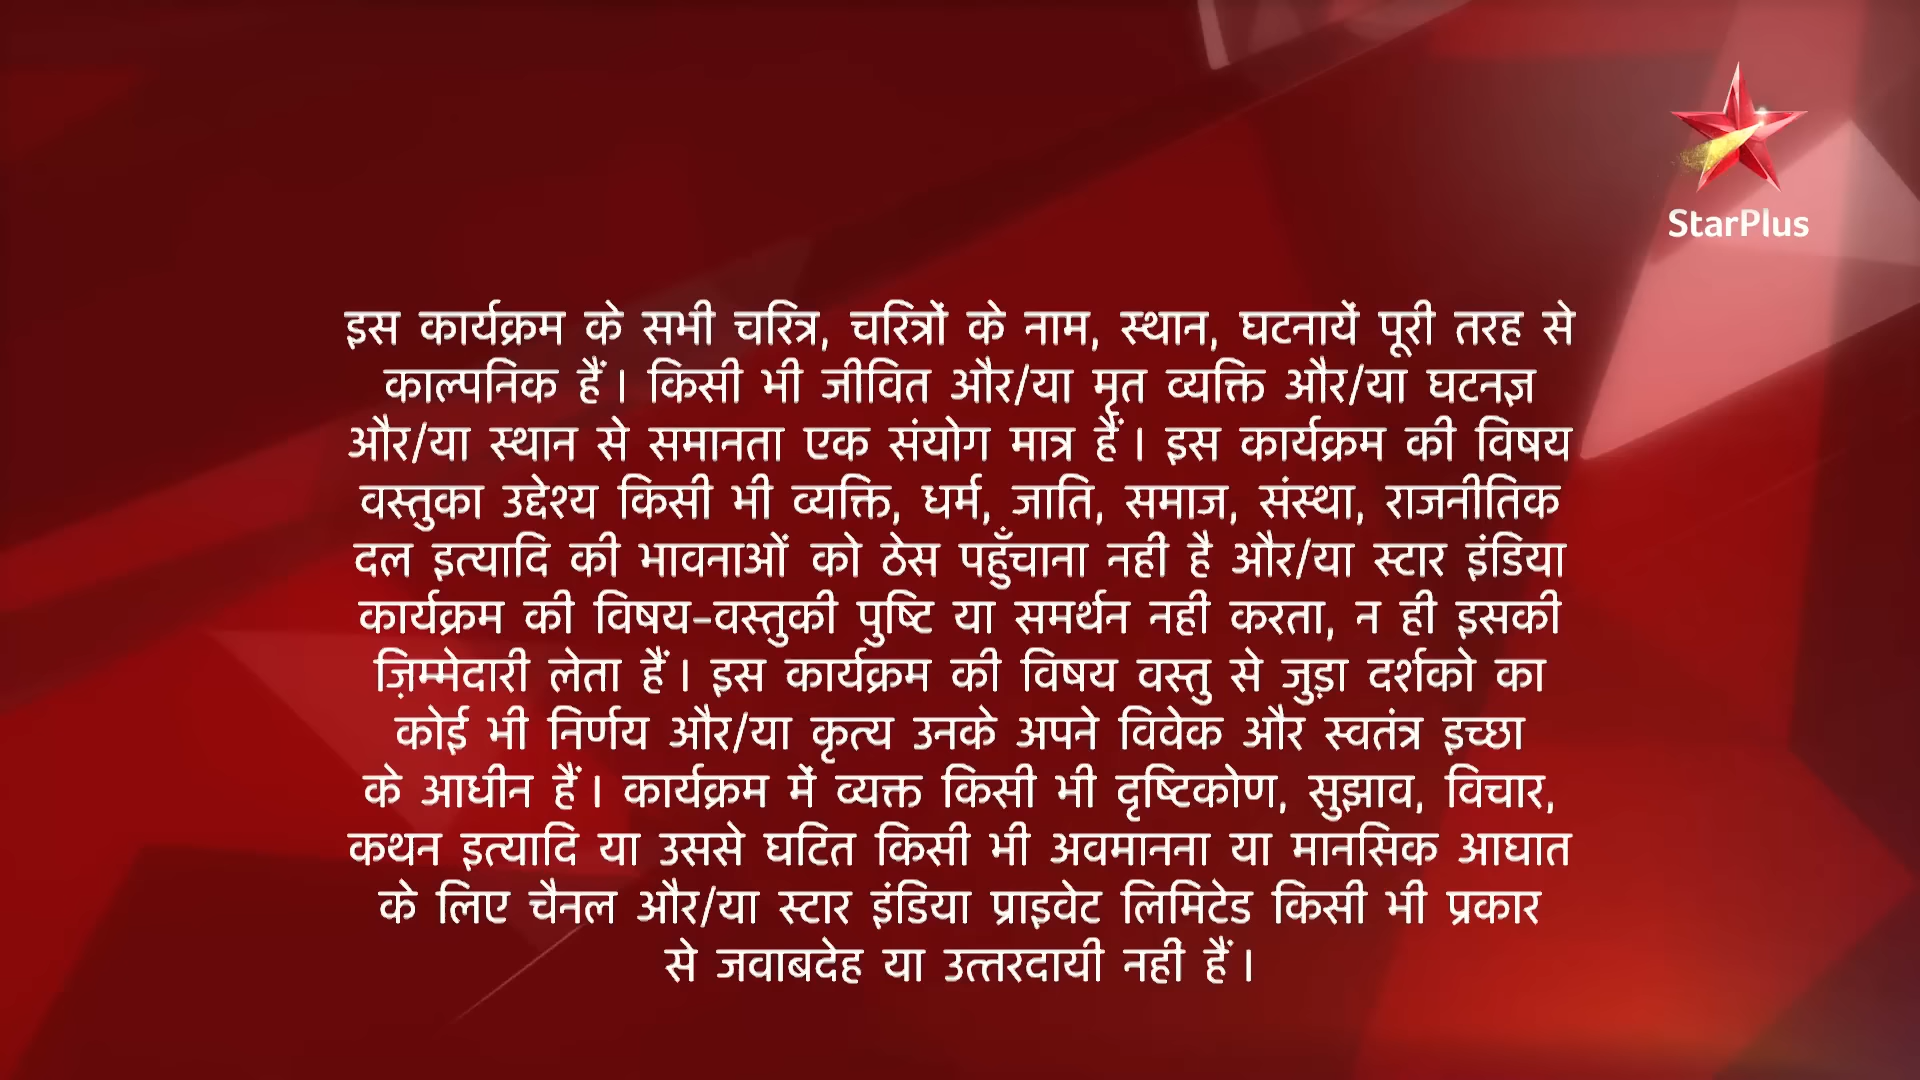 StarPlus
इस कार्यक्रम के सभी चरित्र, चरित्रों के नाम, स्थान, घटनायें पूरी तरह से
काल्पनिक हैं। किसी भी जीवित और/या मृत व्यक्ति और/या घटनज्ञ
और/या स्थान से समानता एक संयोग मात्र हैं। इस कार्यक्रम की विषय
वस्तुका उद्देश्य किसी भी व्यक्ति, धर्म, जाति, समाज, संस्था, राजनीतिक
दल इत्यादि की भावनाओं को ठेस पहुँचाना नही है और/या स्टार इंडिया
कार्यक्रम की विषय-वस्तुकी पुष्टि या समर्थन नहीं करता, न ही इसकी
ज़िम्मेदारी लेता हैं। इस कार्यक्रम की विषय वस्तु से जुड़ा दर्शको का
कोई भी निर्णय और/या कृत्य उनके अपने विवेक और स्वतंत्र इच्छा
के आधीन हैं। कार्यक्रम में व्यक्त किसी भी दृष्टिकोण, सुझाव, विचार,
कथन इत्यादि या उससे घटित किसी भी अवमानना या मानसिक आघात
के लिए चैनल और/या स्टार इंडिया प्राइवेट लिमिटेड किसी भी प्रकार
से जवाबदेह या उत्तरदायी नही हैं।